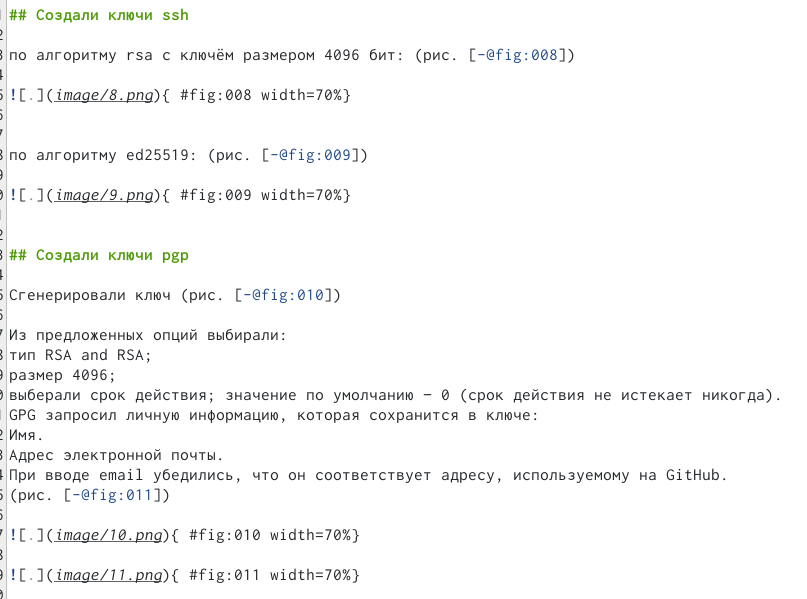 ## Создали ключи ssh
по алгоритму rsa с ключём размером 4096 бит: (рис. [-@fig:008])
![.](image/8.png){ #fig:008 width=70%}
по алгоритму ed25519: (рис. [-@fig:009])
![.](image/9.png){ #fig:009 width=70%}
## Создали ключи pgp
Сгенерировали ключ (рис. [-@fig:010])
Из предложенных опций выбирали:
тип RSA and RSA;
размер 4096;
выберали срок действия; значение по умолчанию — 0 (срок действия не истекает никогда).
GPG запросил личную информацию, которая сохранится в ключе:
Имя.
Адрес электронной почты.
При вводе email убедились, что он соответствует адресу, используемому на GitHub.
(рис. [-@fig:011])
![.](image/10.png){ #fig:010 width=70%}
![.](image/11.png){ #fig:011 width=70%}